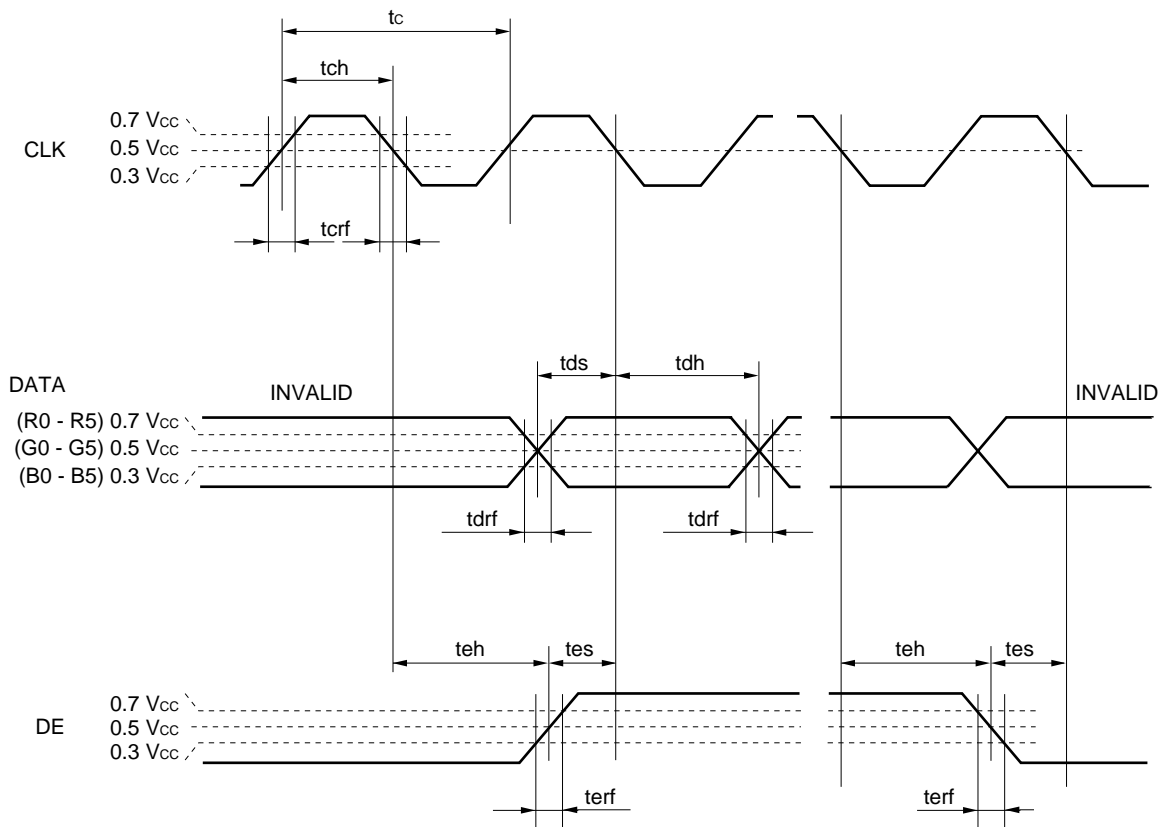 tc
tch
0.7 Vcc
CLK
0.5 Vcc
0.3 Vcc
tcrf
tds
tdh
DATA
INVALID
INVALID
(R0 - R5) 0.7 Vcc
(G0 - G5) 0.5 Vcc
(B0 - B5) 0.3 Vcc
tdrf
tdrf
teh
tes
teh
tes
0.7 Vcc
DE
0.5 Vcc
0.3 Vcc
terf
terf